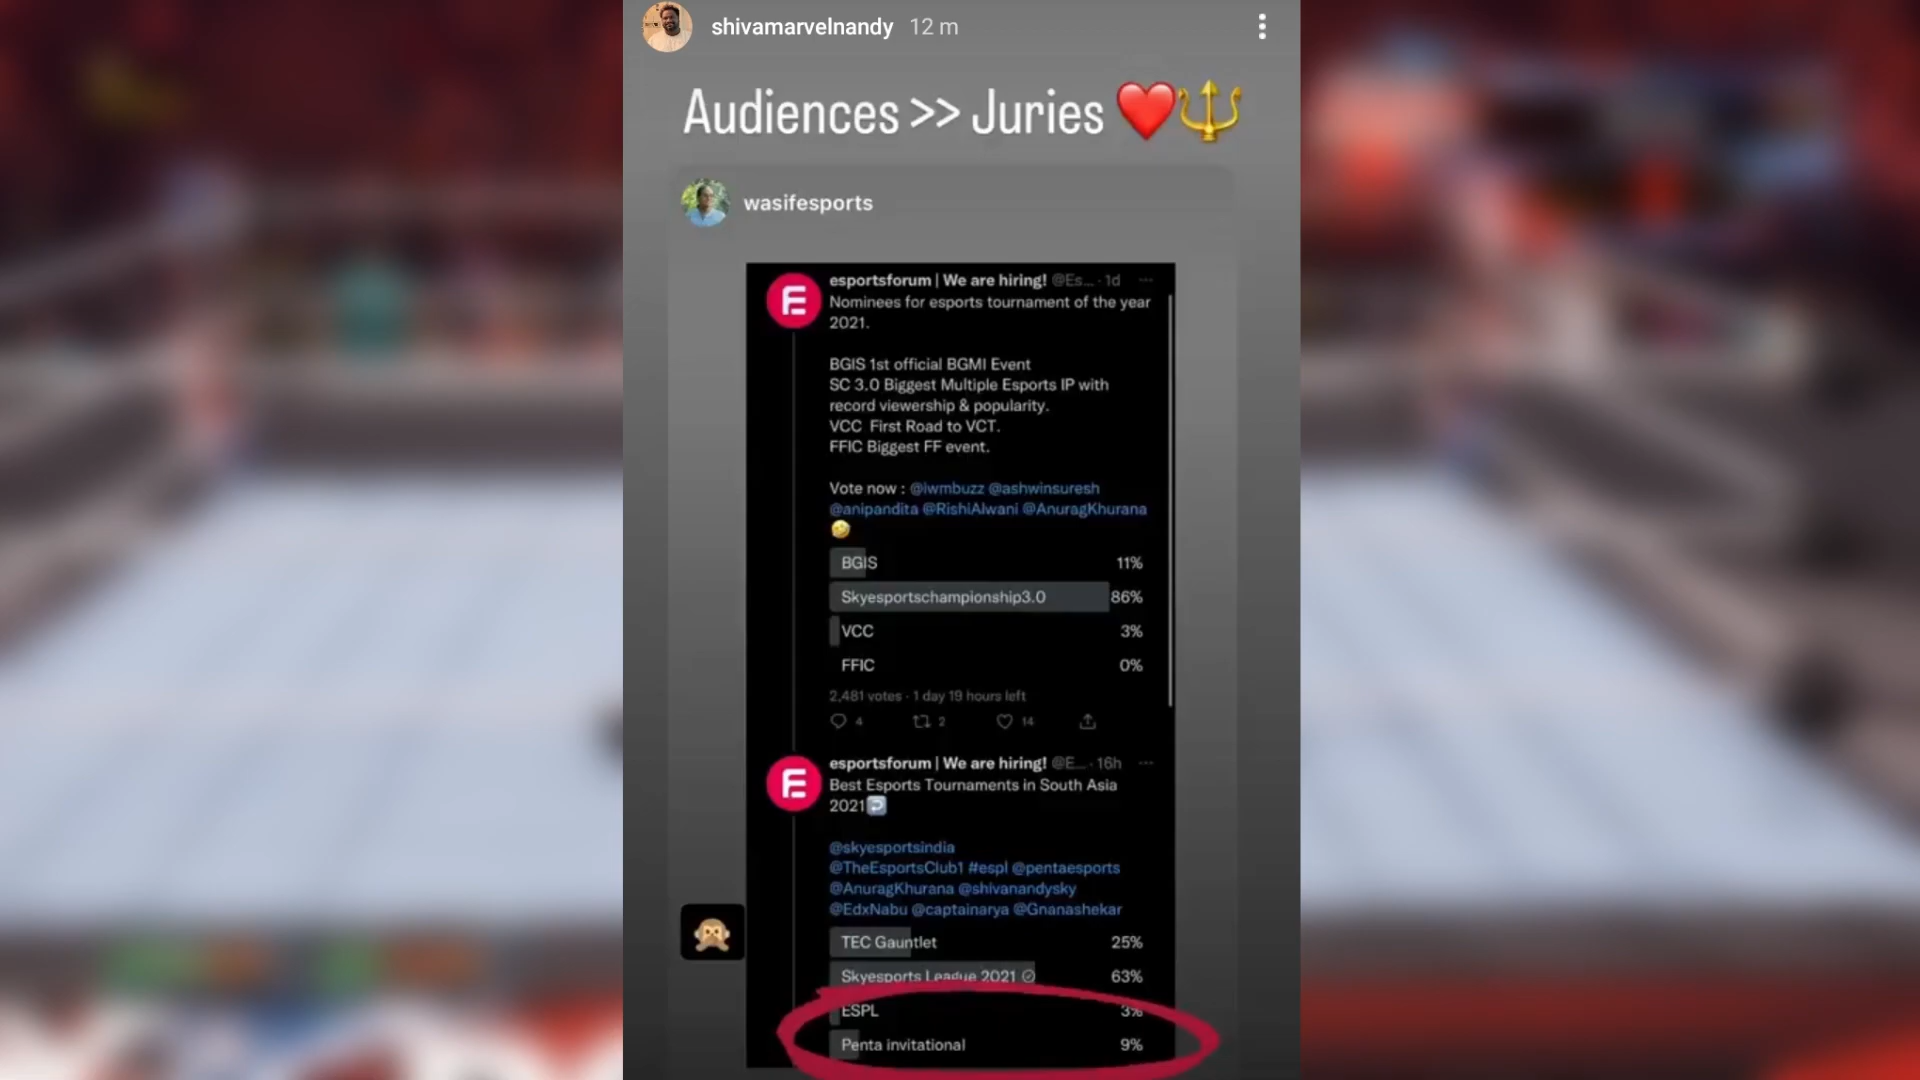 shivamarvelnandy 12 m
Audiences >> Juries ❤️🔱
wasifesports
esportsforum | We are hiring! @Es... · 1d
Nominees for esports tournament of the year
2021.
BGIS 1st official BGMI Event
SC 3.0 Biggest Multiple Esports IP with
record viewership & popularity.
VCC First Road to VCT.
FFIC Biggest FF event.
Vote now : @iwmbuzz @ashwinsuresh
@anipandita @RishiAlwani @AnuragKhurana
🤣
BGIS 11%
Skyesportschampionship3.0 86%
VCC 3%
FFIC 0%
2,481 votes · 1 day 19 hours left
4 2 14
esportsforum | We are hiring! @E... · 16h
Best Esports Tournaments in South Asia
2021
@skyesportsindia
@TheEsportsClub1 #espl @pentaesports
@AnuragKhurana @shivanandysky
@EdxNabu @captainarya @Gnanashekar
TEC Gauntlet 25%
Skyesports League 2021 63%
ESPL 3%
Penta invitational 9%